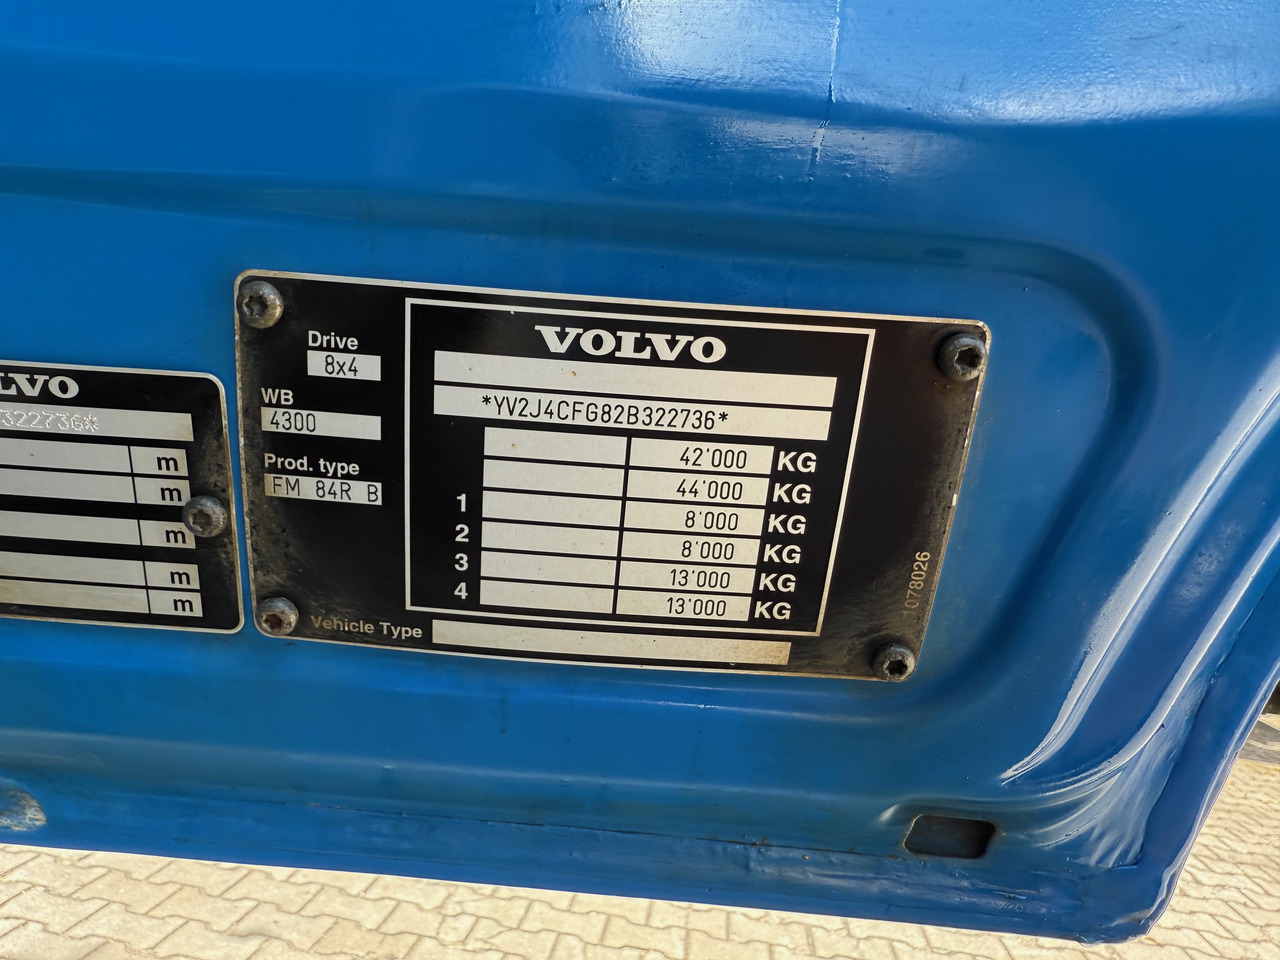 LVO
322736*
m
m
m
m
m
Drive
8x4
WB
4300
Prod. type
FM 84R B
VOLVO
*YV2J4CFG82B322736*
42'000 KG
44'000 KG
1 8'000 KG
2 8'000 KG
3 13'000 KG
4 13'000 KG
Vehicle Type
1078026